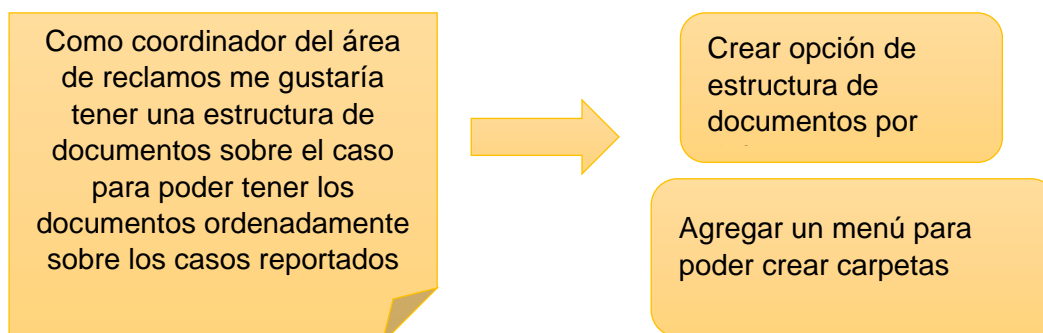 Como coordinador del área
de reclamos me gustaría
tener una estructura de
documentos sobre el caso
para poder tener los
documentos ordenadamente
sobre los casos reportados
Crear opción de
estructura de
documentos por
Agregar un menú para
poder crear carpetas